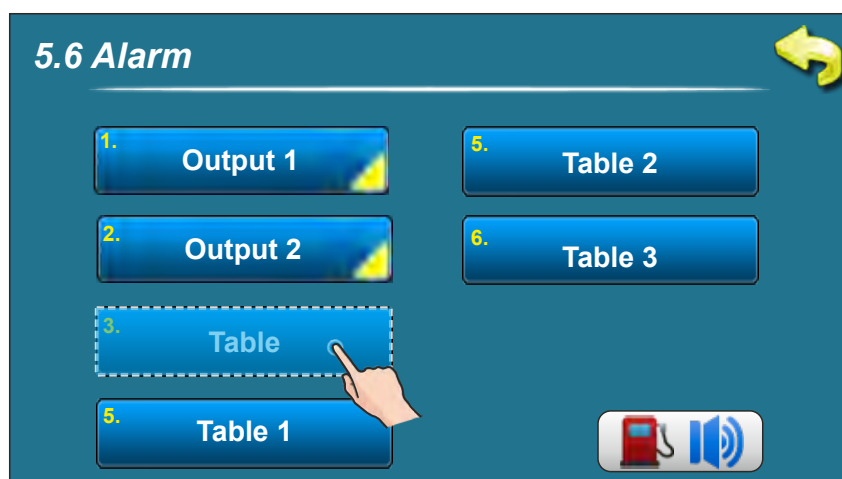 5.6 Alarm
1.
Output 1
2.
Output 2
3.
Table
5.
Table 1
5.
Table 2
6.
Table 3